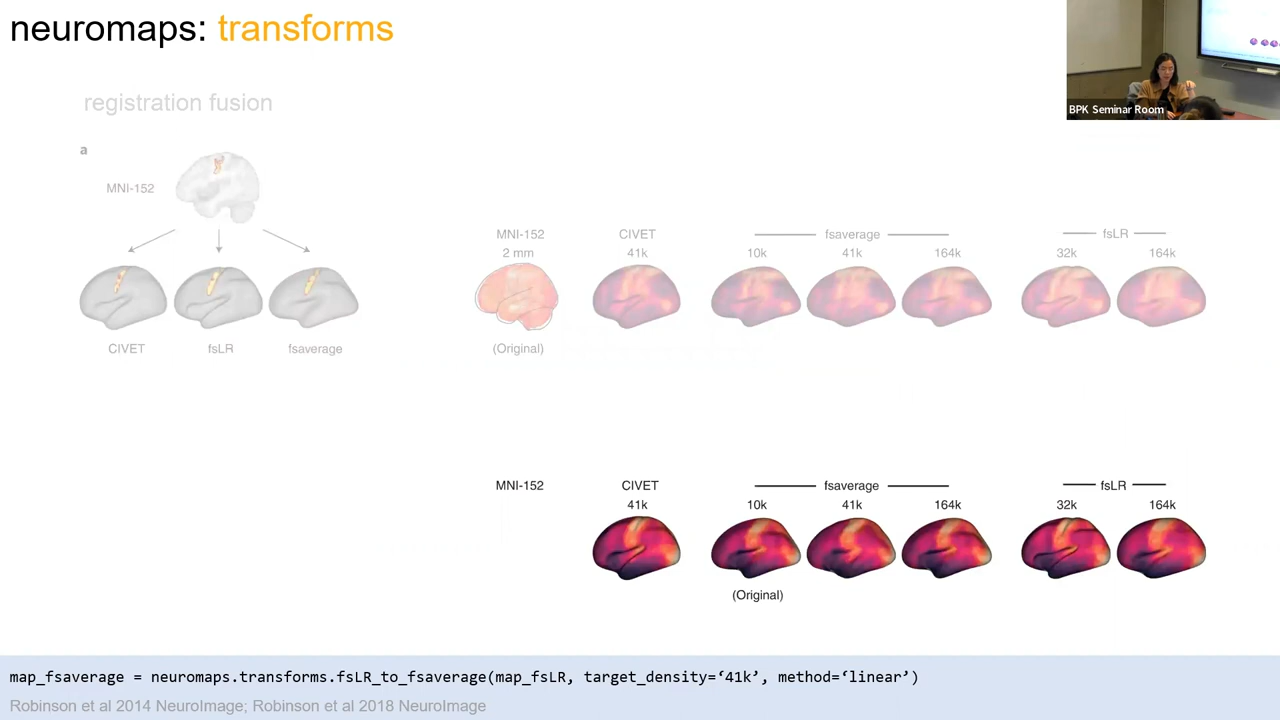 neuromaps: transforms
BPK Seminar Room
registration fusion
a
MNI-152
CIVET fsLR fsaverage
MNI-152 CIVET fsaverage fsLR
2 mm 41k 10k 41k 164k 32k 164k
(Original)
MNI-152 CIVET fsaverage fsLR
41k 10k 41k 164k 32k 164k
(Original)
map_fsaverage = neuromaps.transforms.fsLR_to_fsaverage(map_fsLR, target_density=‘41k’, method=‘linear’)
Robinson et al 2014 NeuroImage; Robinson et al 2018 NeuroImage